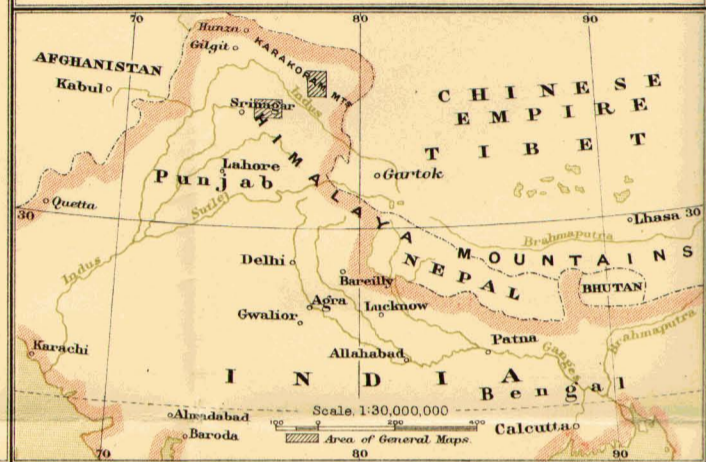 70
80
90
Hunza
Gilgit
KARAKORAM MTS
AFGHANISTAN
Kabul
CHINESE
EMPIRE
TIBET
Indus
Srinagar
HIMALAYA MOUNTAINS
Lahore
Punjab
Gartok
Quetta
Sutlej
30
Lhasa 30
Brahmaputra
Indus
Delhi
NEPAL
Bareilly
BHUTAN
Agra
Lucknow
Gwalior
Brahmaputra
Karachi
Patna
Allahabad
Ganges
INDIA
Bengal
Scale, 1:30,000,000
Baroda
100
0
200
400
Area of General Maps.
Calcutta
70
80
90